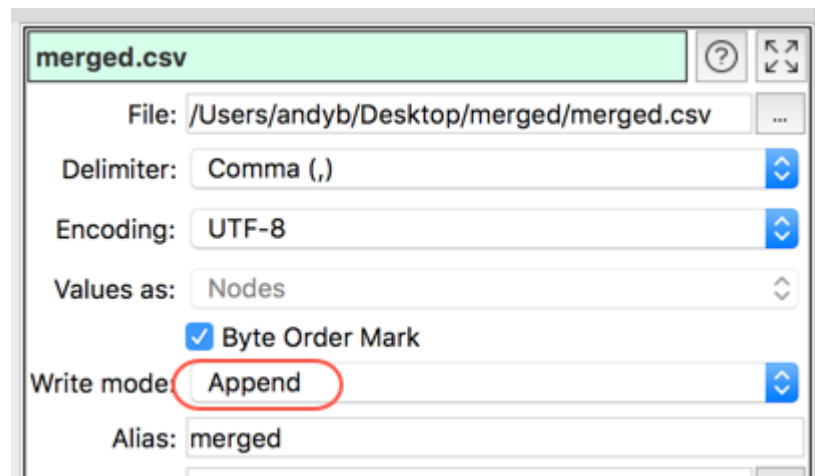 merged.csv ?
File: /Users/andyb/Desktop/merged/merged.csv ...
Delimiter: Comma (,)
Encoding: UTF-8
Values as: Nodes
Byte Order Mark
Write mode: Append
Alias: merged